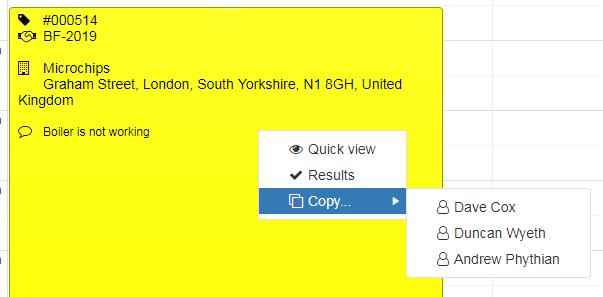 #000514
BF-2019
Microchips
Graham Street, London, South Yorkshire, N1 8GH, United
Kingdom
Boiler is not working
Quick view
Results
Copy...
Dave Cox
Duncan Wyeth
Andrew Phythian